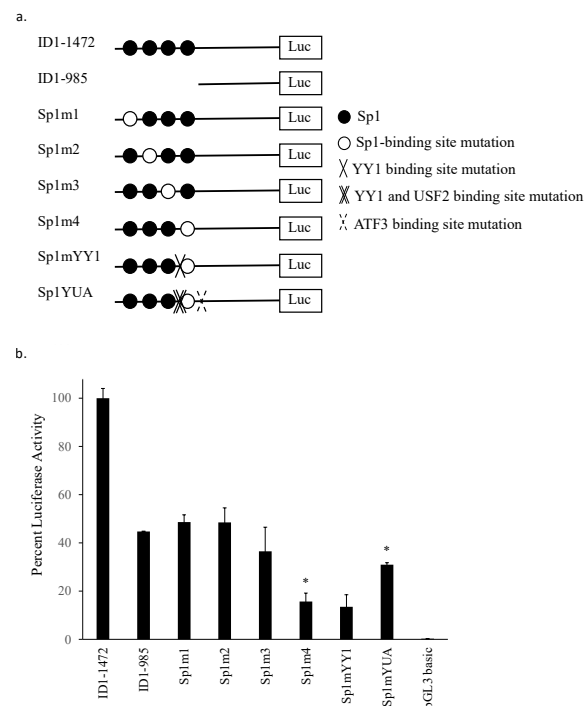 a.
ID1-1472 Luc
ID1-985 Luc
Sp1m1 Luc
Sp1m2 Luc
Sp1m3 Luc
Sp1m4 Luc
Sp1mYY1 Luc
Sp1YUA Luc
Sp1
Sp1-binding site mutation
YY1 binding site mutation
YY1 and USF2 binding site mutation
ATF3 binding site mutation
b.
Percent Luciferase Activity
100
80
60
40
20
0
* *
ID1-1472
ID1-985
Sp1m1
Sp1m2
Sp1m3
Sp1m4
Sp1mYY1
Sp1mYUA
pGL3 basic